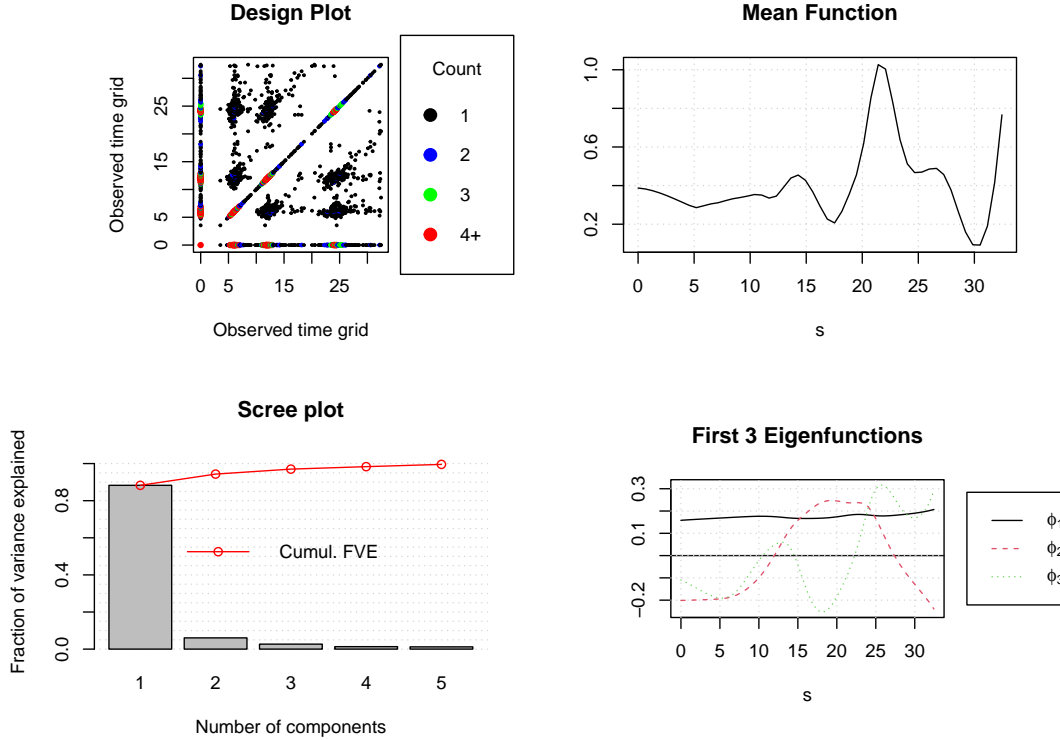 Design Plot
Observed time grid
0 5 15 25
0 5 15 25
Observed time grid
Count
1
2
3
4+
Mean Function
0.2 0.6 1.0
0 5 10 15 20 25 30
s
Scree plot
Fraction of variance explained
0.0 0.4 0.8
Cumul. FVE
1 2 3 4 5
Number of components
First 3 Eigenfunctions
−0.2 0.1 0.3
0 5 10 15 20 25 30
s
ϕ1
ϕ2
ϕ3